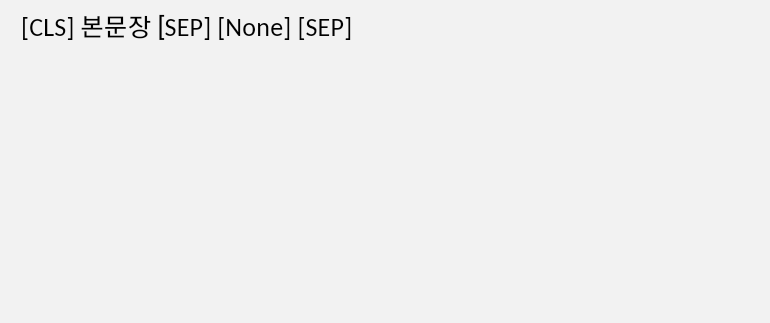 [CLS] 본문장 [SEP] [None] [SEP]